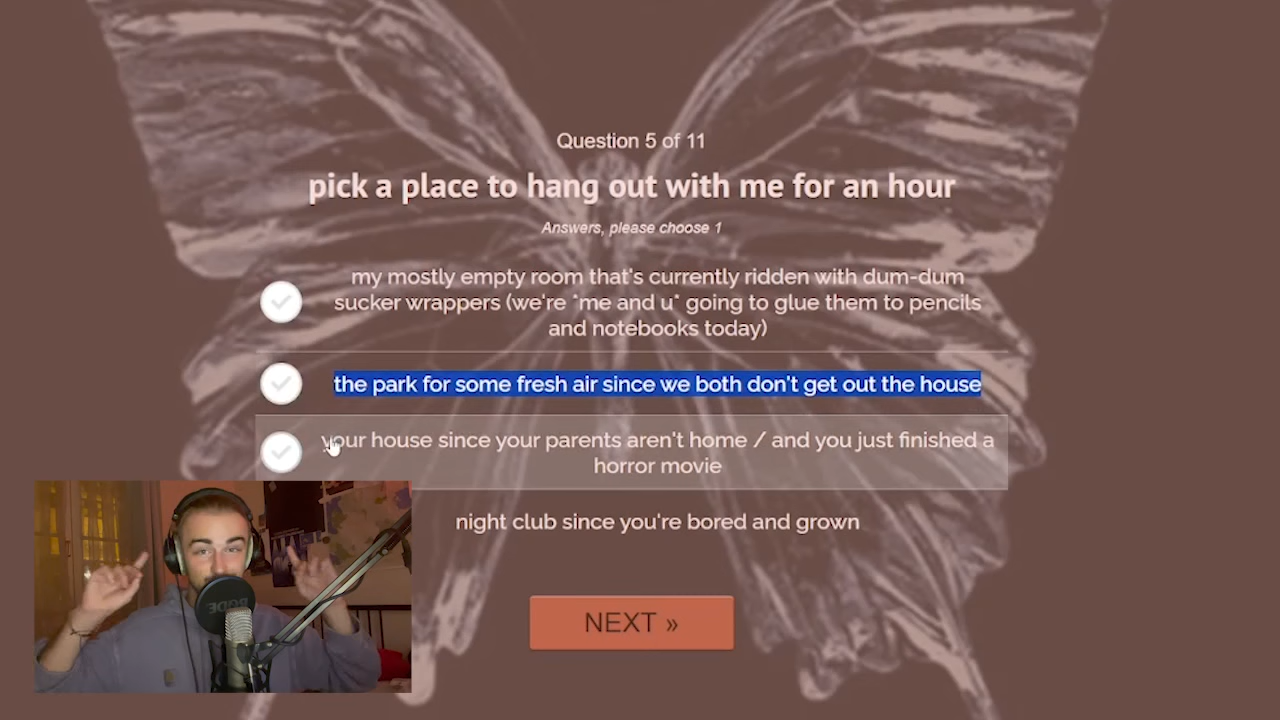 Question 5 of 11
pick a place to hang out with me for an hour
Answers, please choose 1
my mostly empty room that's currently ridden with dum-dum
sucker wrappers (we're *me and u* going to glue them to pencils
and notebooks today)
the park for some fresh air since we both don't get out the house
your house since your parents aren't home / and you just finished a
horror movie
night club since you're bored and grown
NEXT »
RODE